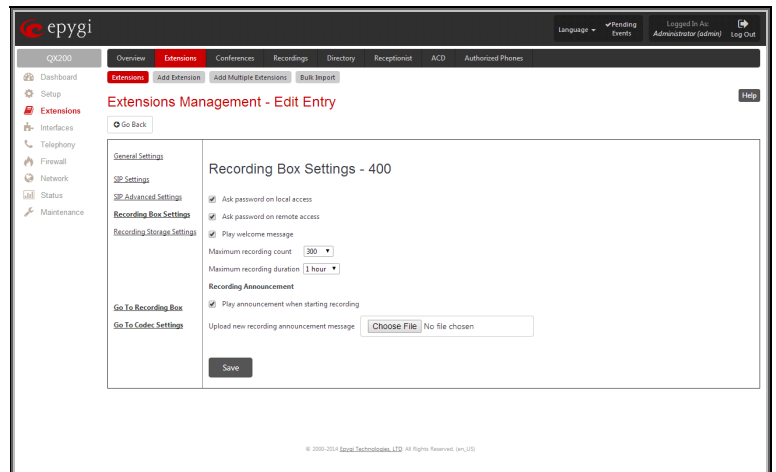 epygi
Language
Pending Events
Logged In As:
Administrator (admin)
Log Out
QX200
Dashboard
Setup
Extensions
Interfaces
Telephony
Firewall
Network
Status
Maintenance
Overview Extensions Conferences Recordings Directory Receptionist ACD Authorized Phones
Extensions Add Extension Add Multiple Extensions Bulk Import
Extensions Management - Edit Entry
Help
Go Back
General Settings
SIP Settings
SIP Advanced Settings
Recording Box Settings
Recording Storage Settings
Go To Recording Box
Go To Codec Settings
Recording Box Settings - 400
Ask password on local access
Ask password on remote access
Play welcome message
Maximum recording count 300
Maximum recording duration 1 hour
Recording Announcement
Play announcement when starting recording
Upload new recording announcement message Choose File No file chosen
Save
© 2000-2014 Epygi Technologies, LTD. All Rights Reserved. (en_US)